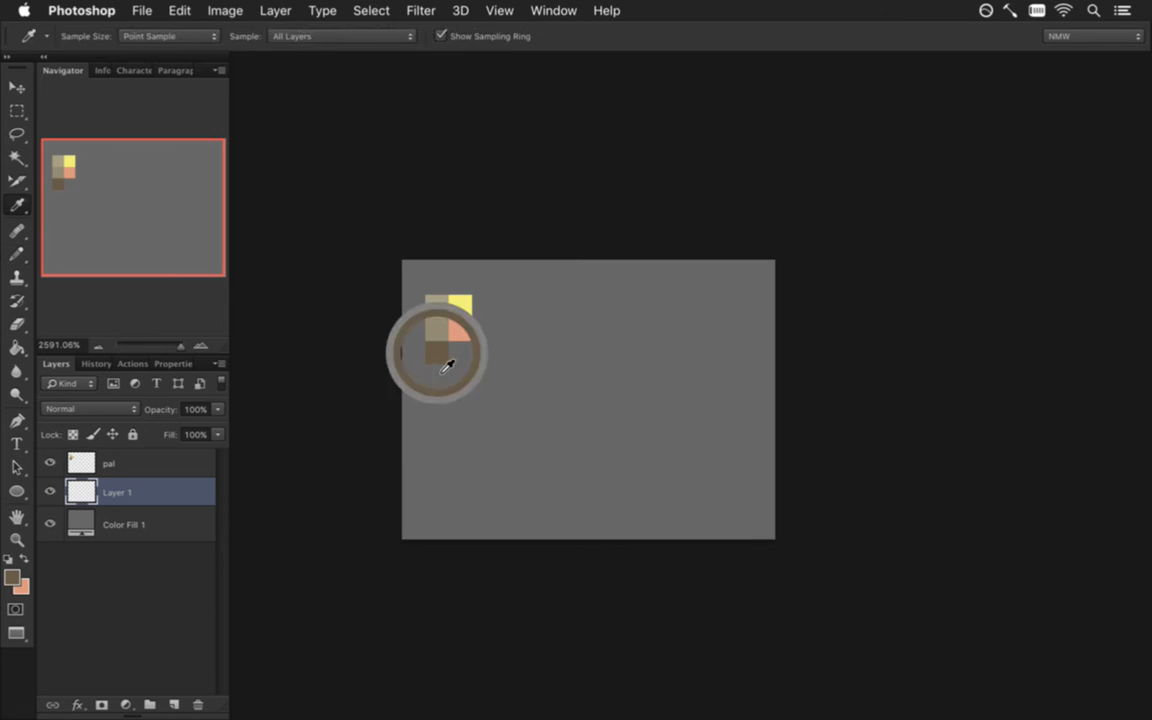 Photoshop File Edit Image Layer Type Select Filter 3D View Window Help
Sample Size: Point Sample Sample: All Layers Show Sampling Ring NMW
Navigator Info Characte Paragrap
2591.06%
Layers History Actions Propertie
Kind T
Normal Opacity: 100%
Lock: Fill: 100%
pal
Layer 1
Color Fill 1
T
fx